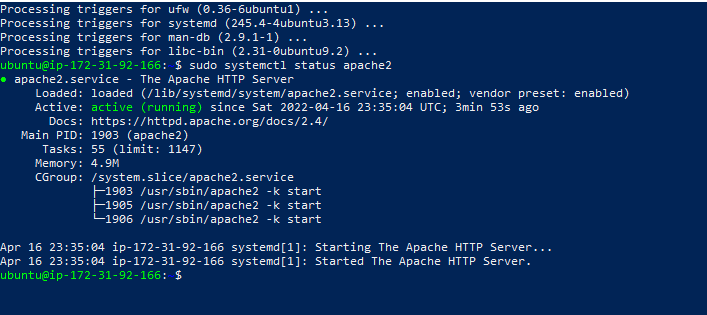 Processing triggers for ufw (0.36-6ubuntu1) ...
Processing triggers for systemd (245.4-4ubuntu3.13) ...
Processing triggers for man-db (2.9.1-1) ...
Processing triggers for libc-bin (2.31-0ubuntu9.2) ...
ubuntu@ip-172-31-92-166: $ sudo systemctl status apache2
● apache2.service - The Apache HTTP Server
     Loaded: loaded (/lib/systemd/system/apache2.service; enabled; vendor preset: enabled)
     Active: active (running) since Sat 2022-04-16 23:35:04 UTC; 3min 53s ago
       Docs: https://httpd.apache.org/docs/2.4/
   Main PID: 1903 (apache2)
      Tasks: 55 (limit: 1147)
     Memory: 4.9M
     CGroup: /system.slice/apache2.service
             ├─1903 /usr/sbin/apache2 -k start
             ├─1905 /usr/sbin/apache2 -k start
             └─1906 /usr/sbin/apache2 -k start

Apr 16 23:35:04 ip-172-31-92-166 systemd[1]: Starting The Apache HTTP Server...
Apr 16 23:35:04 ip-172-31-92-166 systemd[1]: Started The Apache HTTP Server.
ubuntu@ip-172-31-92-166: $